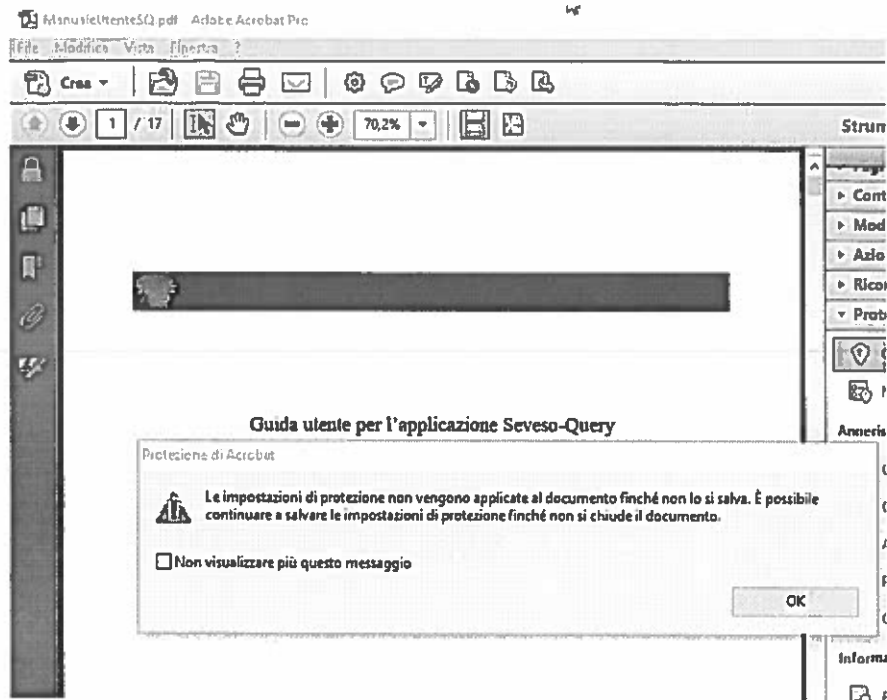 ManualeUtenteSQ.pdf - Adobe Acrobat Pro
File Modifica Vista Finestra ?
Crea
1 / 17 70,2% Strum
Cont
Mod
Azio
Rico
Prot
Guida utente per l'applicazione Seveso-Query
Protezione di Acrobat
Le impostazioni di protezione non vengono applicate al documento finché non lo si salva. È possibile
continuare a salvare le impostazioni di protezione finché non si chiude il documento.
Non visualizzare più questo messaggio
OK
Informa